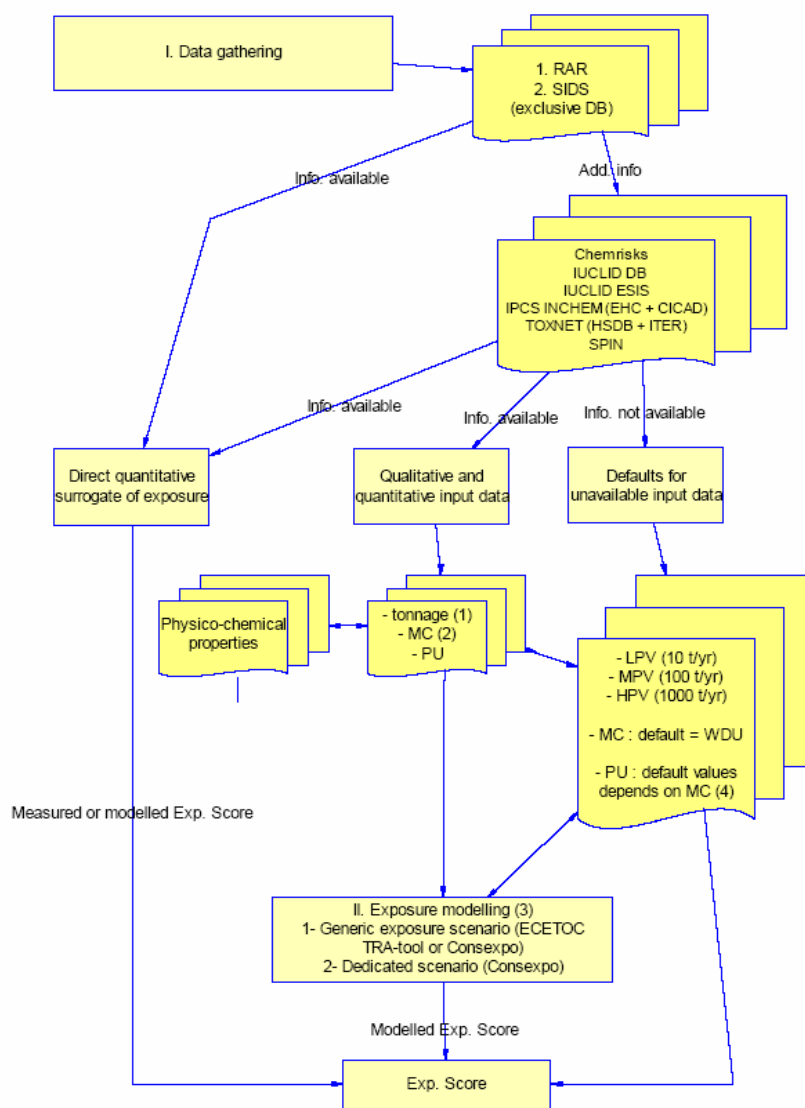 I. Data gathering
1. RAR
2. SIDS
(exclusive DB)
Info. available
Add. info
Chemrisks
IUCLID DB
IUCLID ESIS
IPCS INCHEM (EHC + CICAD)
TOXNET (HSDB + ITER)
SPIN
Info. available
Info. available
Info. not available
Direct quantitative
surrogate of exposure
Qualitative and
quantitative input data
Defaults for
unavailable input data
Physico-chemical
properties
- tonnage (1)
- MC (2)
- PU
- LPV (10 t/yr)
- MPV (100 t/yr)
- HPV (1000 t/yr)
- MC : default = WDU
- PU : default values
depends on MC (4)
Measured or modelled Exp. Score
II. Exposure modelling (3)
1- Generic exposure scenario (ECETOC
TRA-tool or Consexpo)
2- Dedicated scenario (Consexpo)
Modelled Exp. Score
Exp. Score